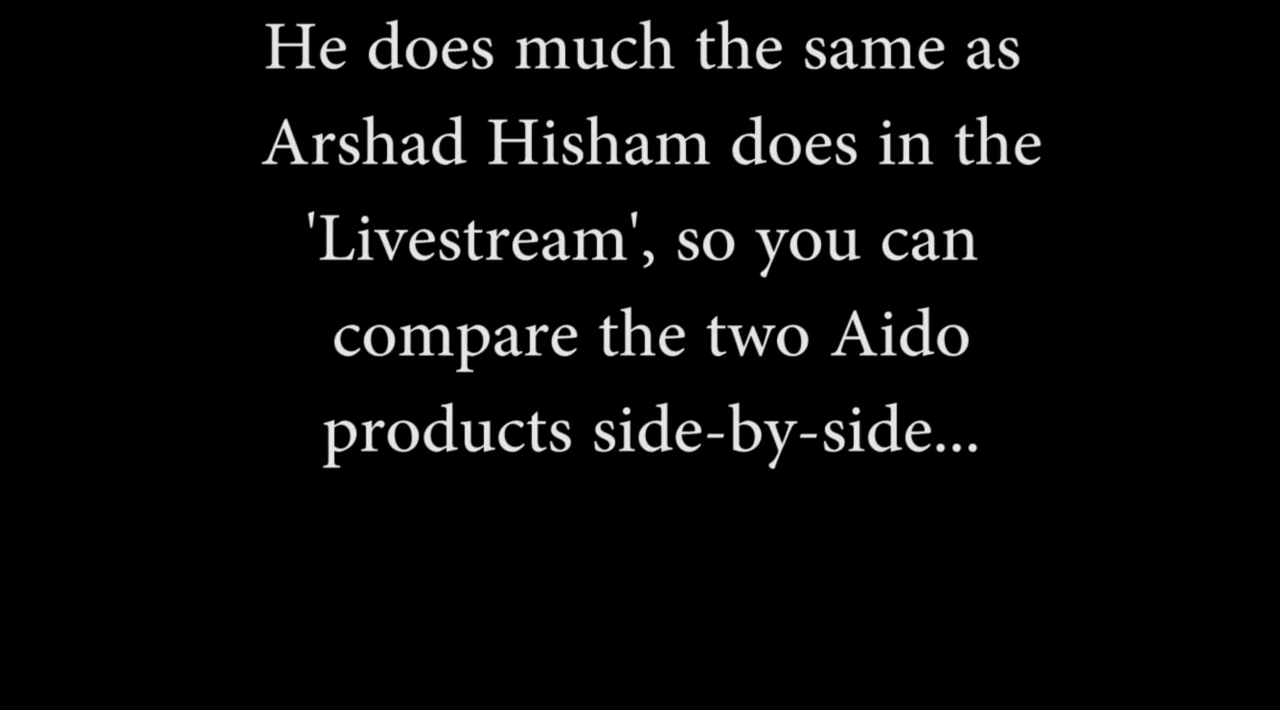 He does much the same as
Arshad Hisham does in the
'Livestream', so you can
compare the two Aido
products side-by-side...